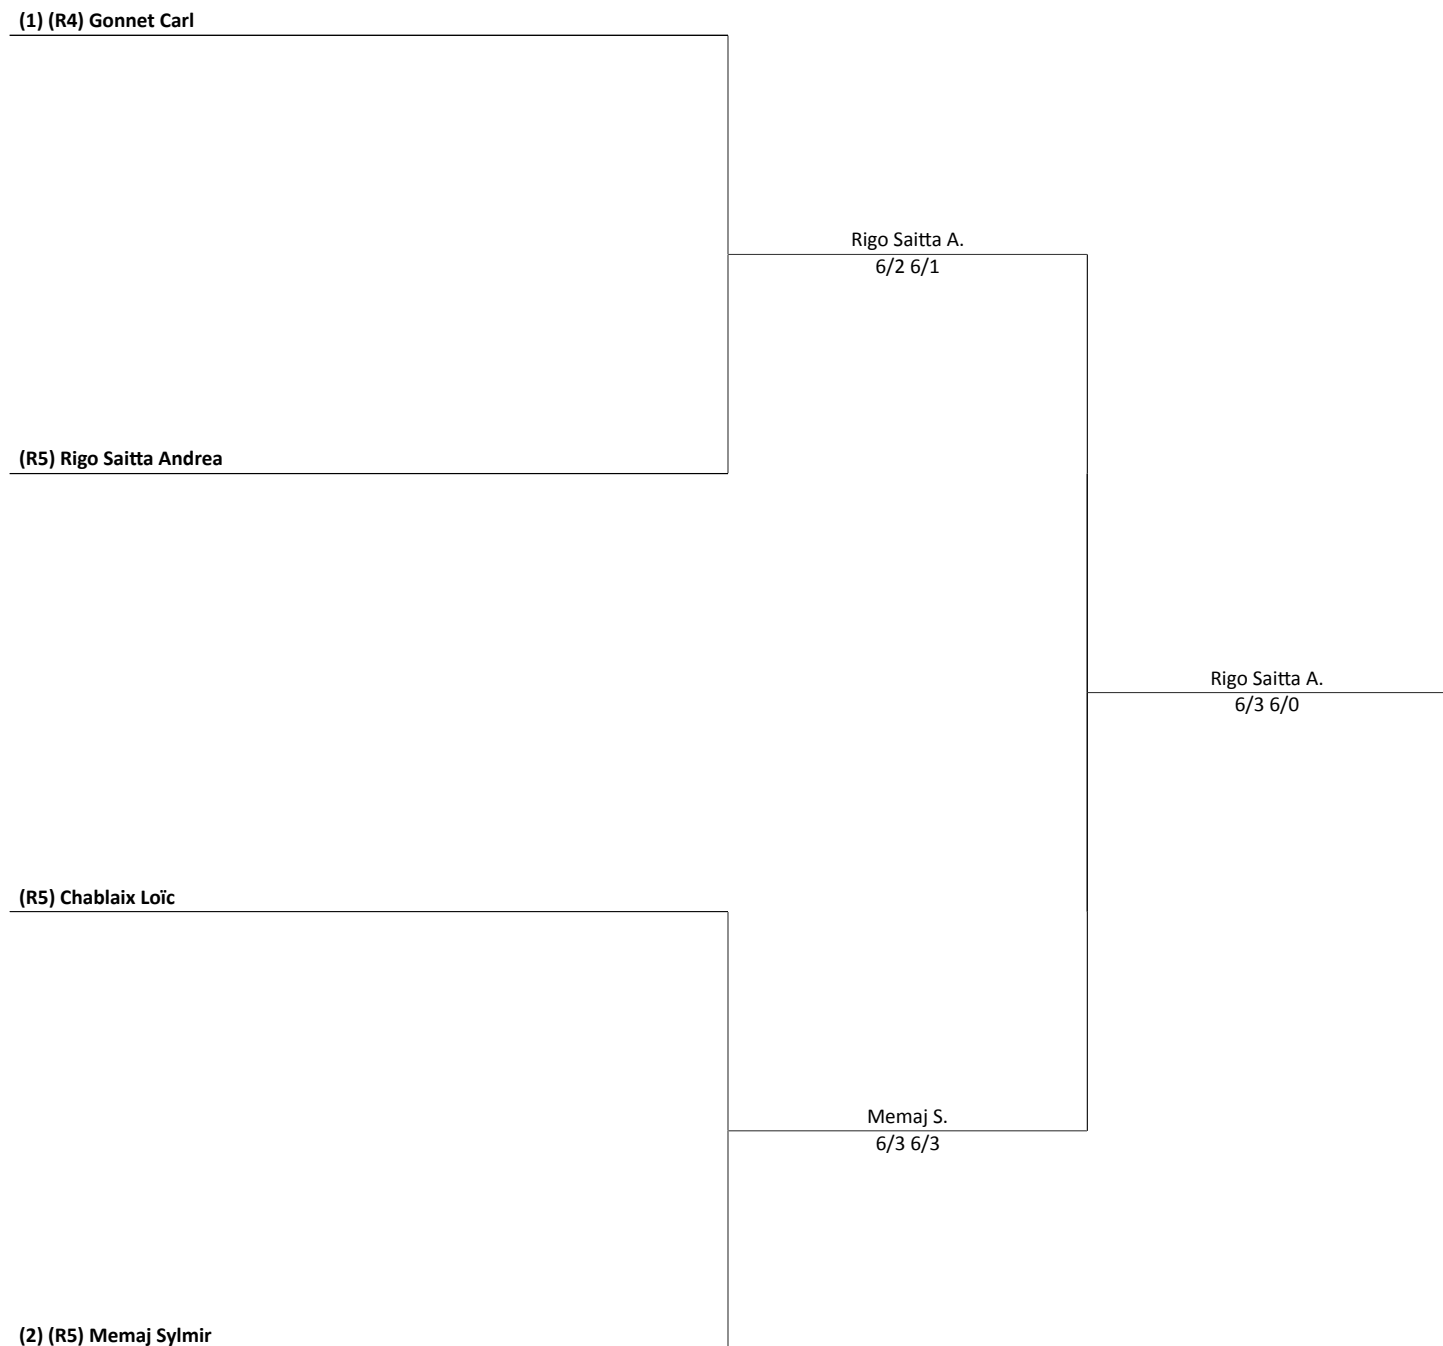 (1) (R4) Gonnet Carl
Rigo Saitta A.
6/2 6/1
(R5) Rigo Saitta Andrea
Rigo Saitta A.
6/3 6/0
(R5) Chablaix Loïc
Memaj S.
6/3 6/3
(2) (R5) Memaj Sylmir